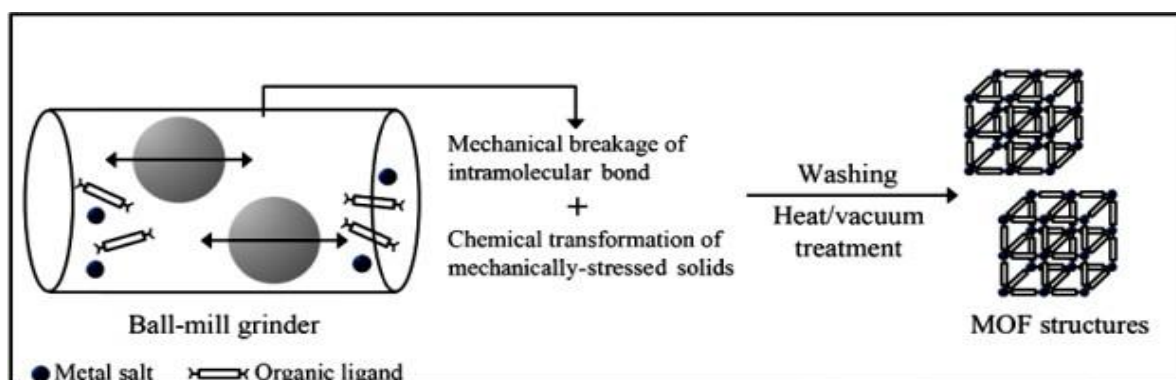 Mechanical breakage of
intramolecular bond
+
Chemical transformation of
mechanically-stressed solids
Washing
Heat/vacuum
treatment
Ball-mill grinder
MOF structures
Metal salt
Organic ligand